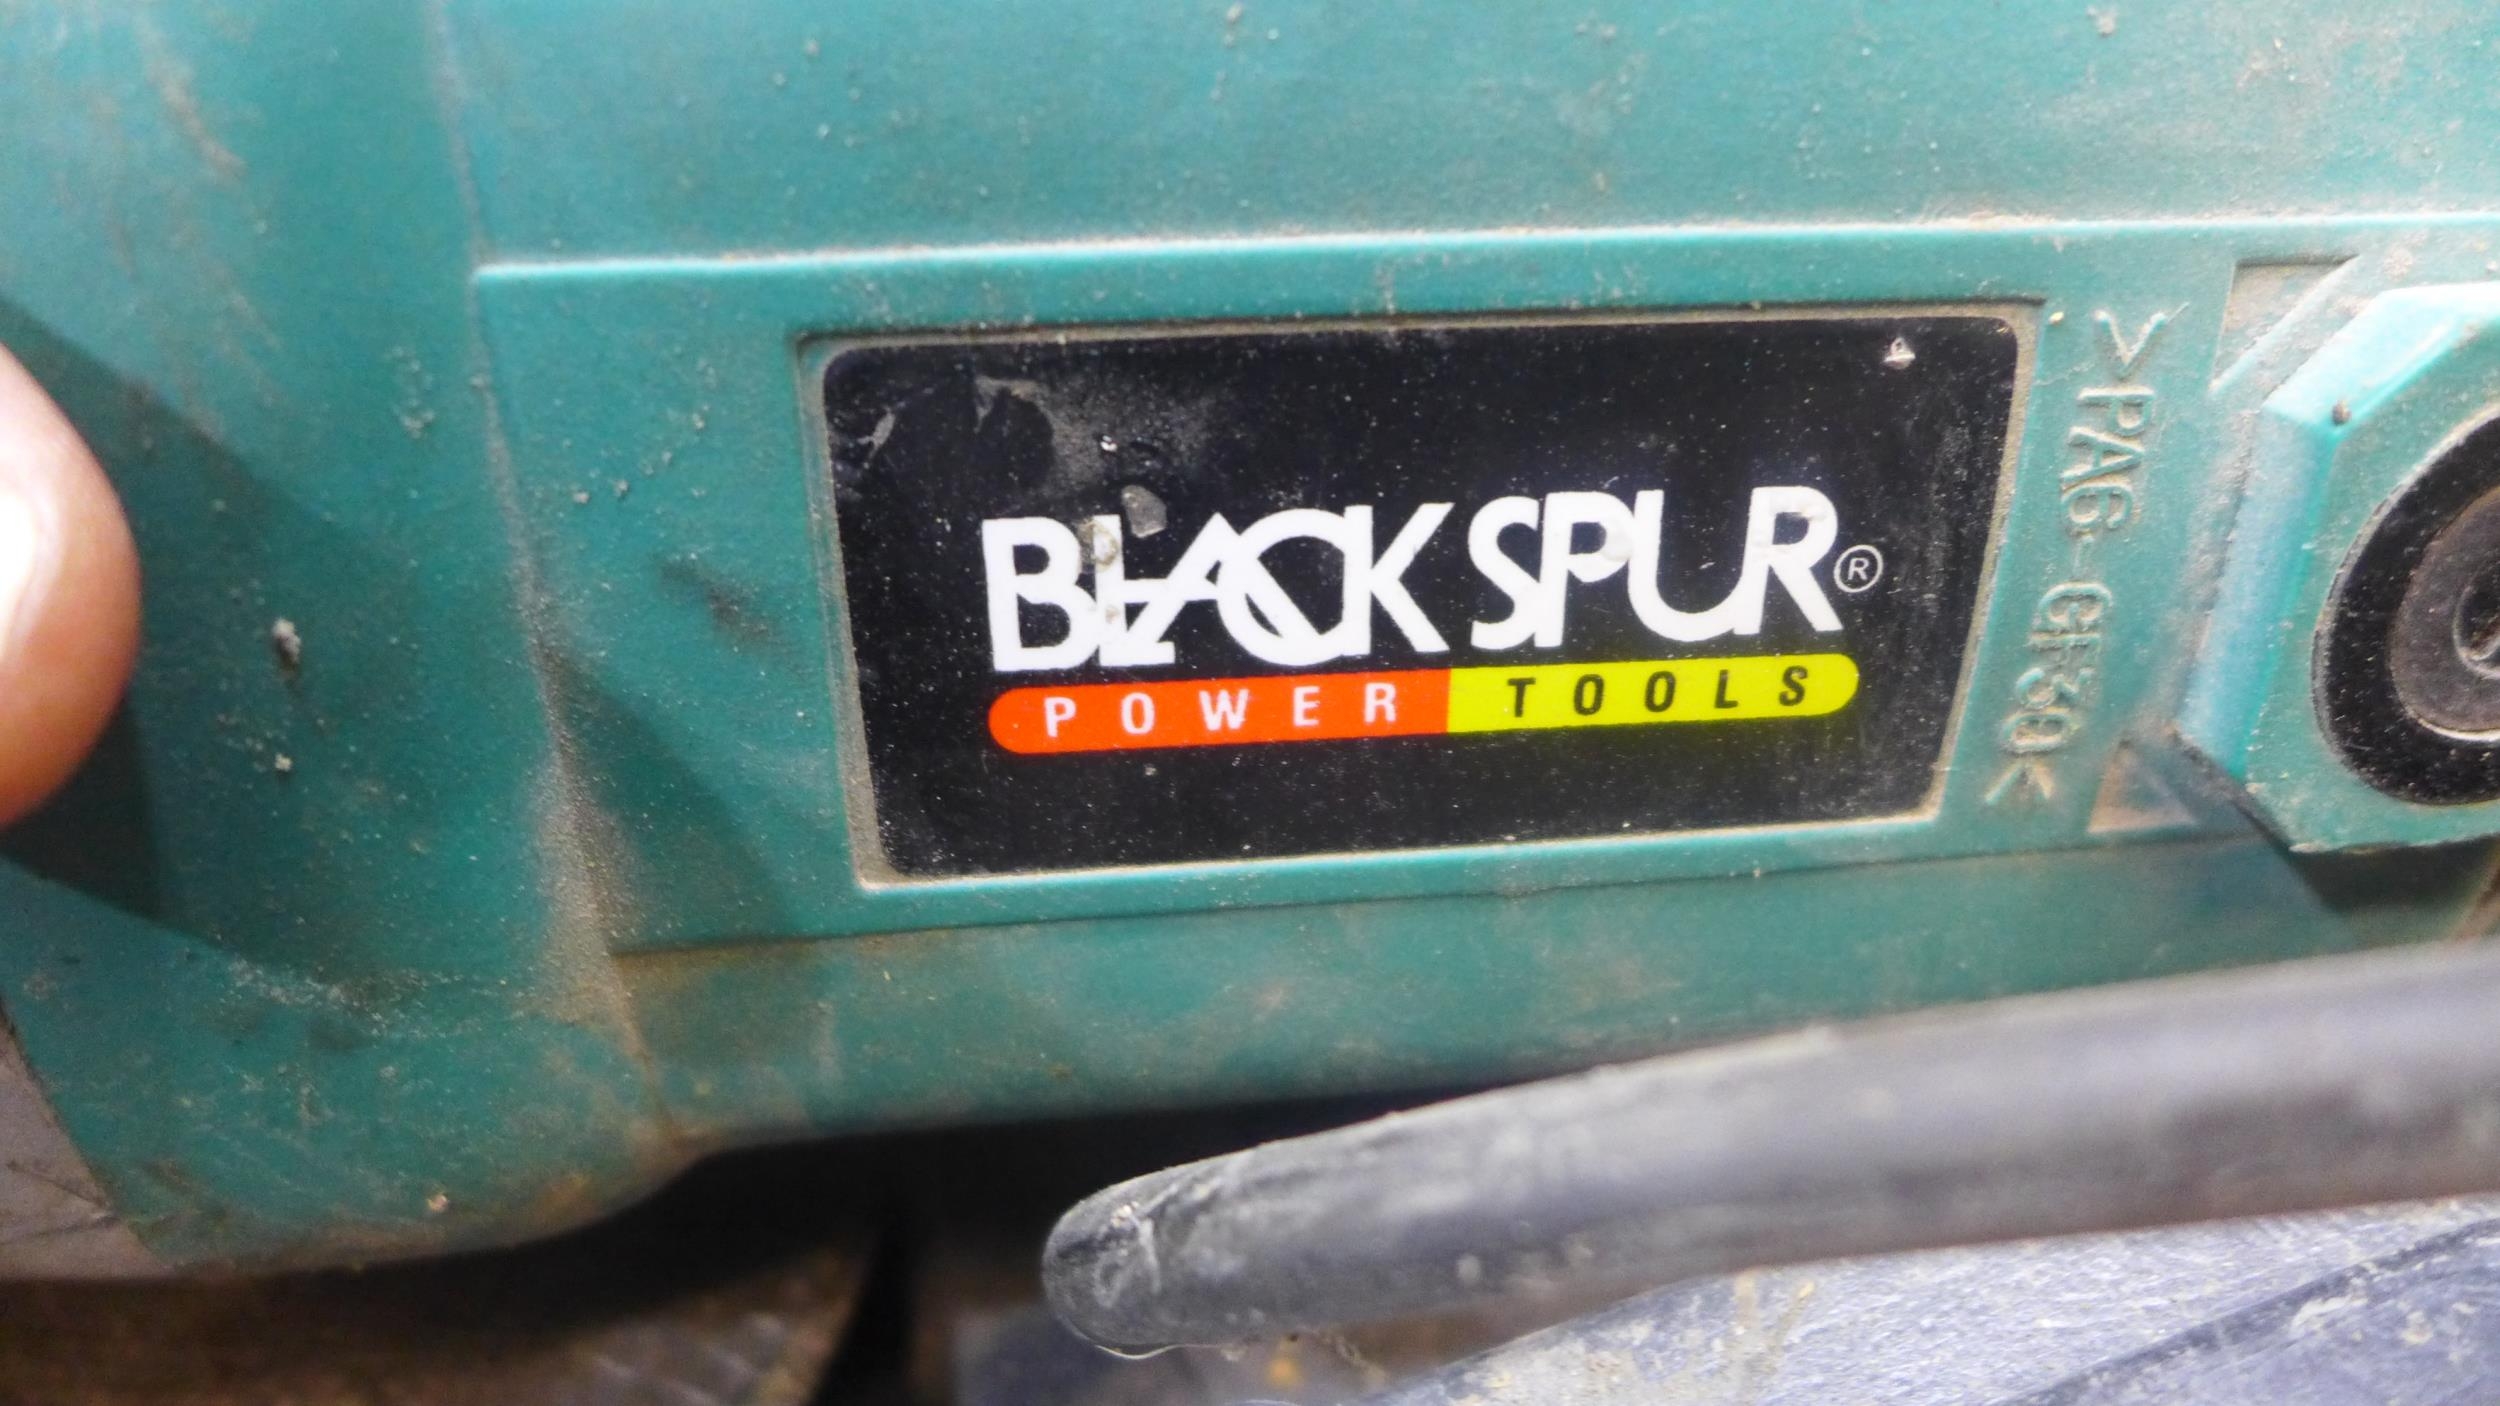 BLACK SPUR®
POWER TOOLS
>PA6-GF30<